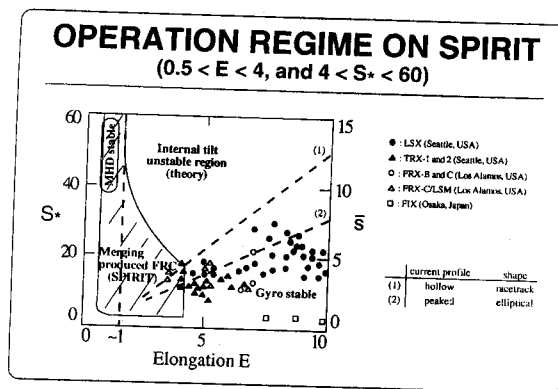 OPERATION REGIME ON SPIRIT
(0.5 < E < 4, and 4 < S* < 60)
60
40
20
0
S*
MHD stable
Internal tilt
unstable region
(theory)
Merging
produced FRC
(SPIRIT)
Gyro stable
(1)
(2)
15
10
5
0
s̄
~1
5
10
Elongation E
● : LSX (Seattle, USA)
▲ : TRX-1 and 2 (Seattle, USA)
○ : FRX-B and C (Los Alamos, USA)
△ : FRX-C/LSM (Los Alamos, USA)
□ : FIX (Osaka, Japan)
current profile shape
(1) hollow racetrack
(2) peaked elliptical